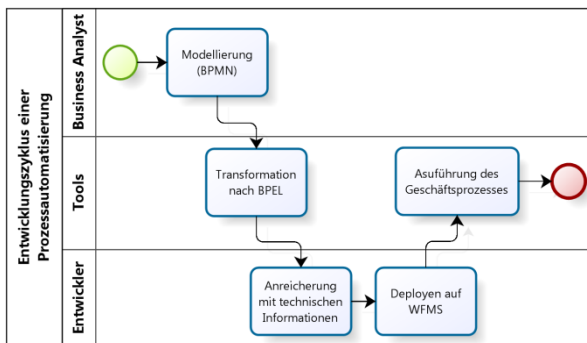 Entwicklungszyklus einer
Prozessautomatisierung
Business Analyst
Modellierung
(BPMN)
Tools
Transformation
nach BPEL
Asuführung des
Geschäftsprozesses
Entwickler
Anreicherung
mit technischen
Informationen
Deployen auf
WFMS